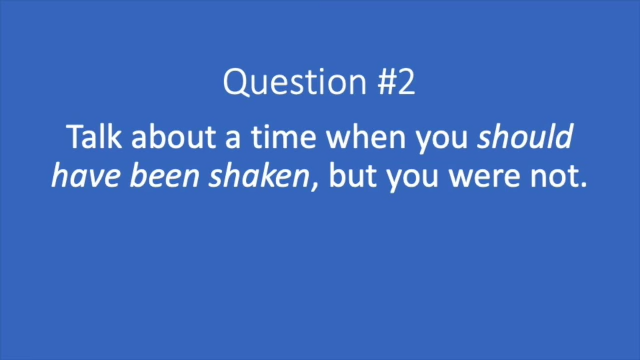 Question #2
Talk about a time when you should
have been shaken, but you were not.